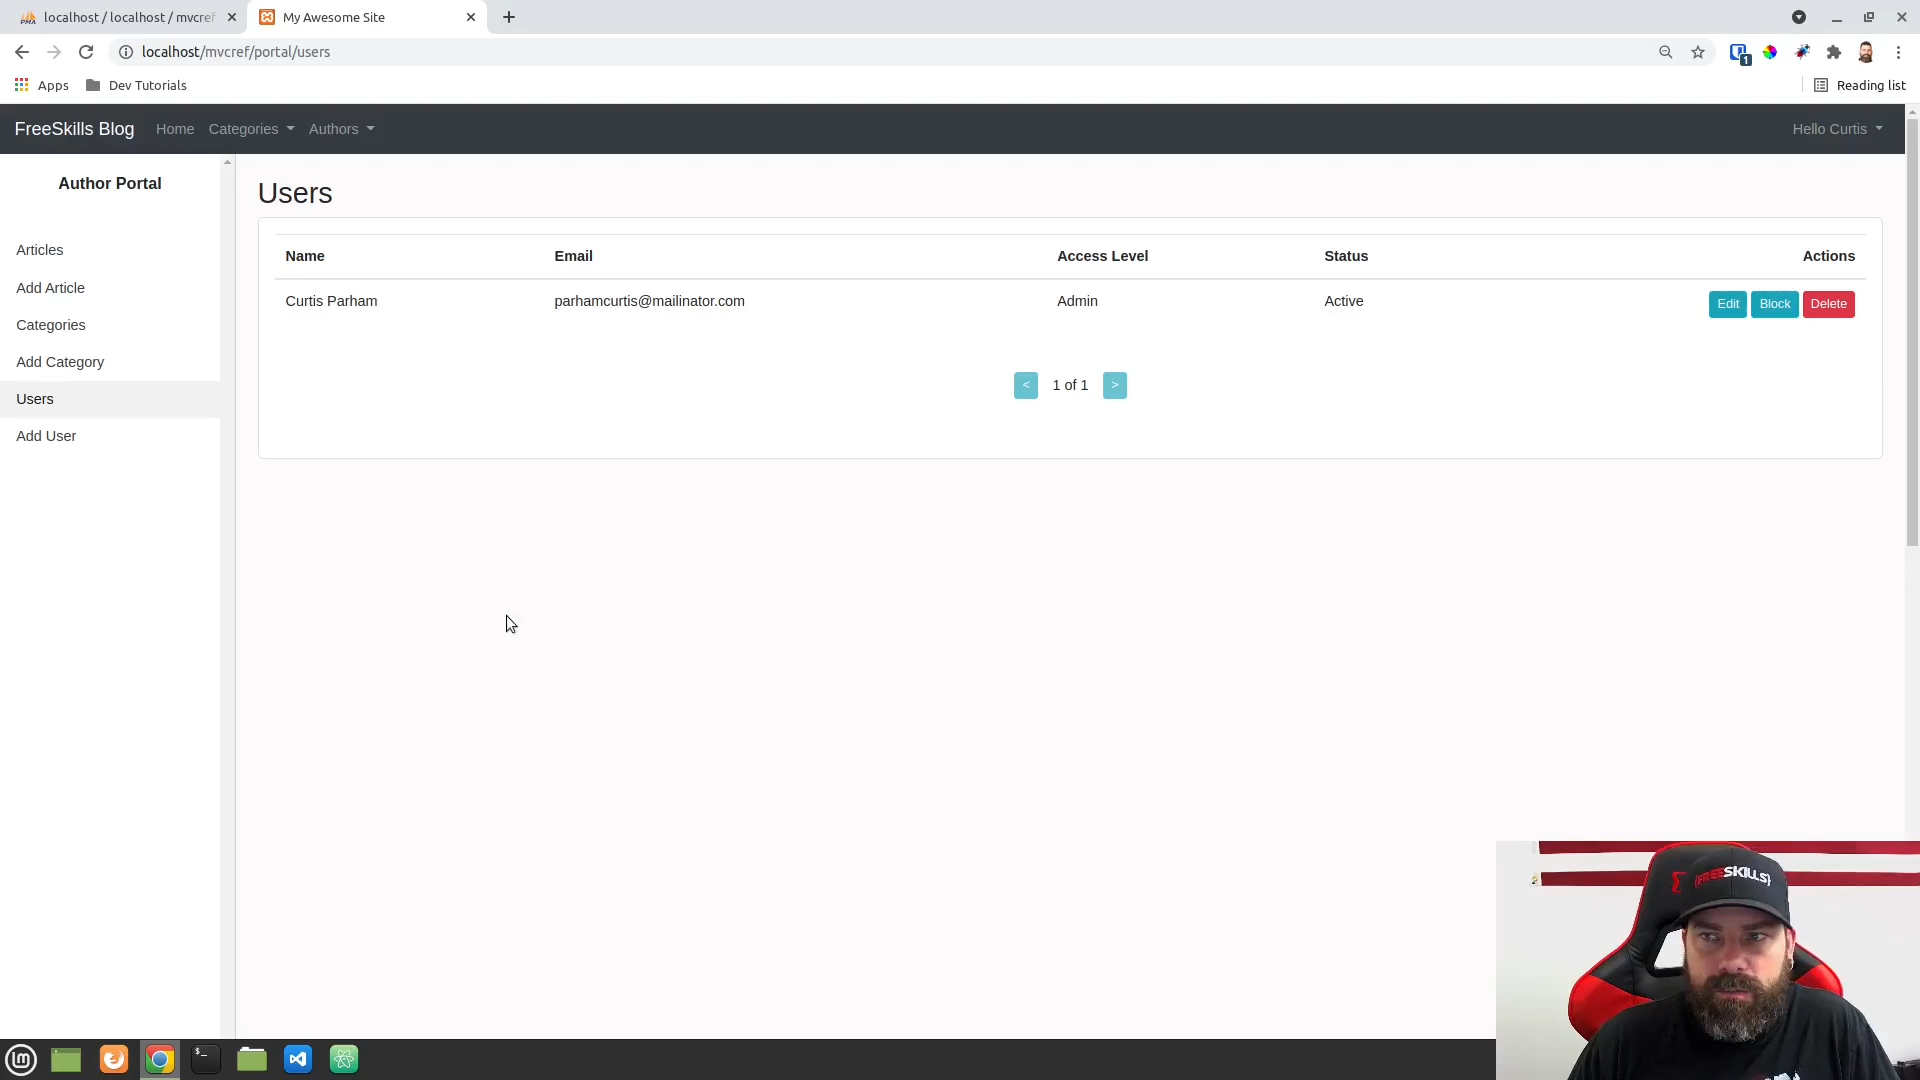 localhost / localhost / mvcref
My Awesome Site
localhost/mvcref/portal/users
1
Apps
Dev Tutorials
Reading list
FreeSkills Blog
Home
Categories
Authors
Hello Curtis
Author Portal
Articles
Add Article
Categories
Add Category
Users
Add User
Users
Name Email Access Level Status Actions
Curtis Parham parhamcurtis@mailinator.com Admin Active Edit Block Delete
< 1 of 1 >
{FREESKILLS}